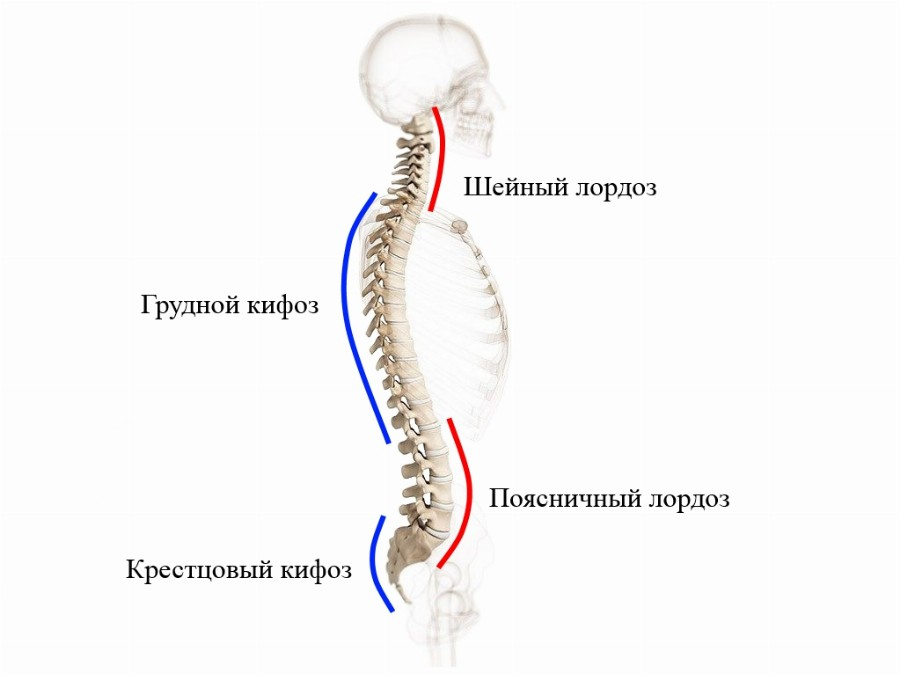 Шейный лордоз
Грудной кифоз
Поясничный лордоз
Крестцовый кифоз